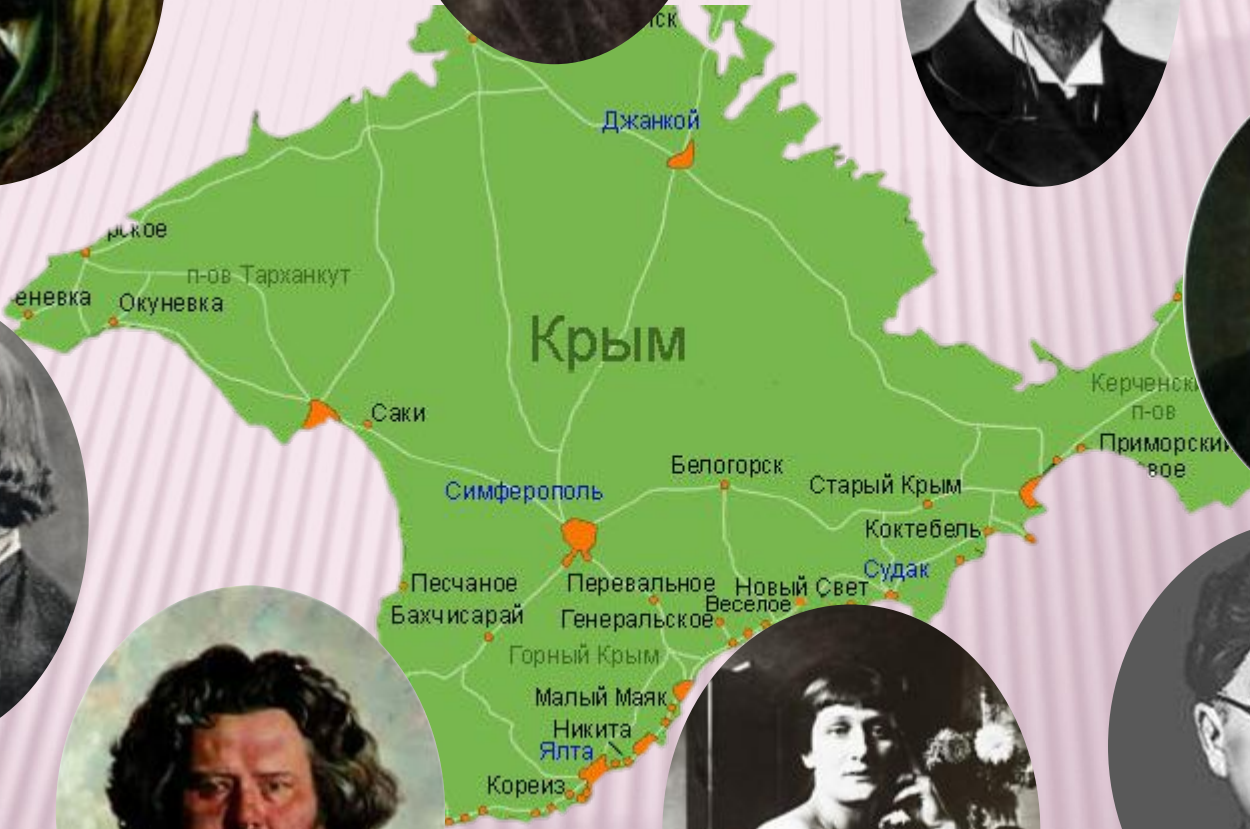 Джанкой
п-ов Тарханкут
Окуневка
Крым
Керченски
п-ов
Саки
Приморский
Белогорск
Старый Крым
Симферополь
Коктебель
Судак
Песчаное
Перевальное
Новый Свет
Веселое
Бахчисарай
Генеральское
Горный Крым
Малый Маяк
Никита
Ялта
Кореиз